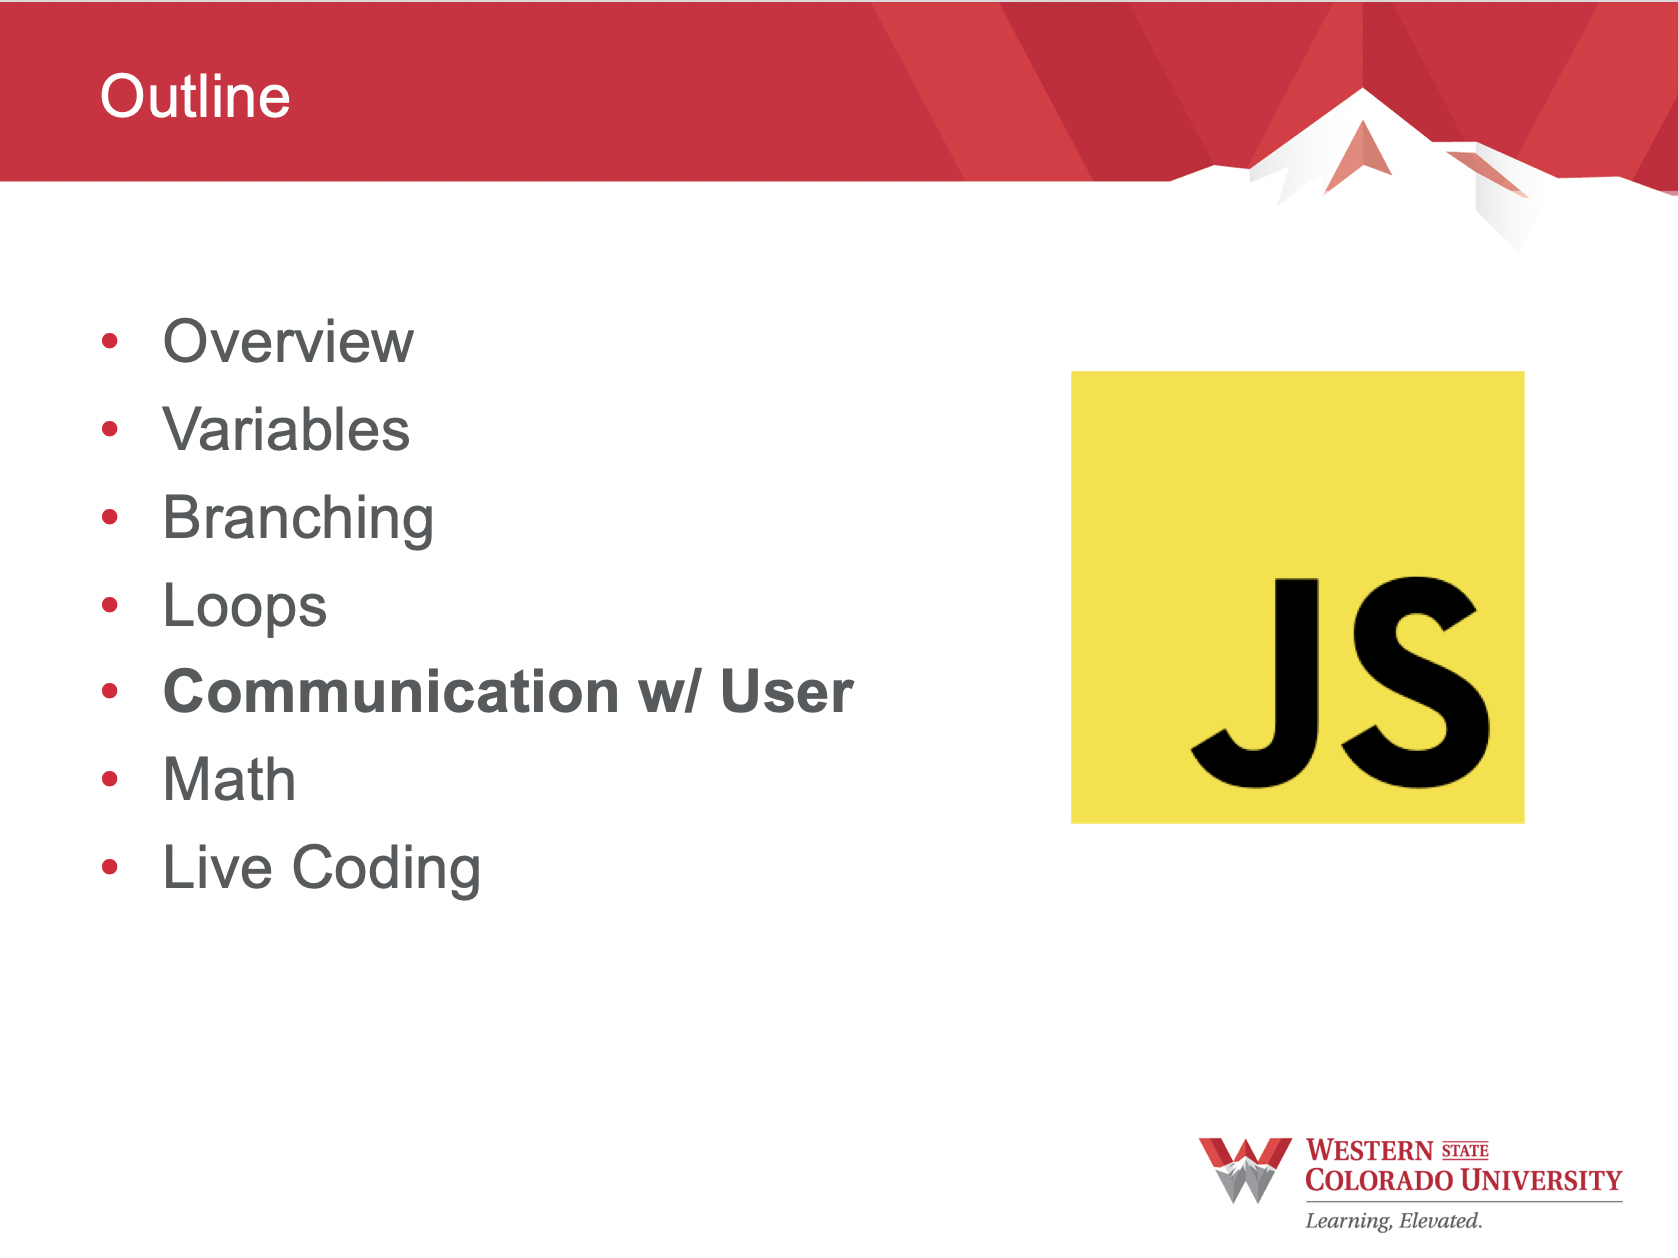 Outline
Overview
Variables
Branching
Loops
Communication w/ User
Math
Live Coding
JS
WESTERN STATE
COLORADO UNIVERSITY
Learning, Elevated.